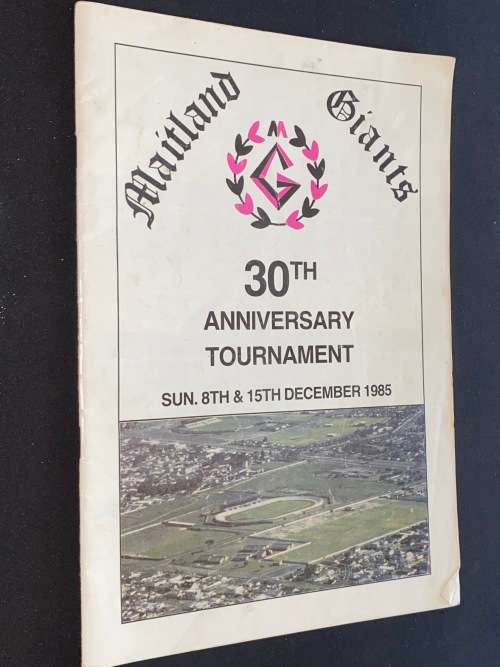 Maitland Giants
M
G
30TH
ANNIVERSARY
TOURNAMENT
SUN. 8TH & 15TH DECEMBER 1985